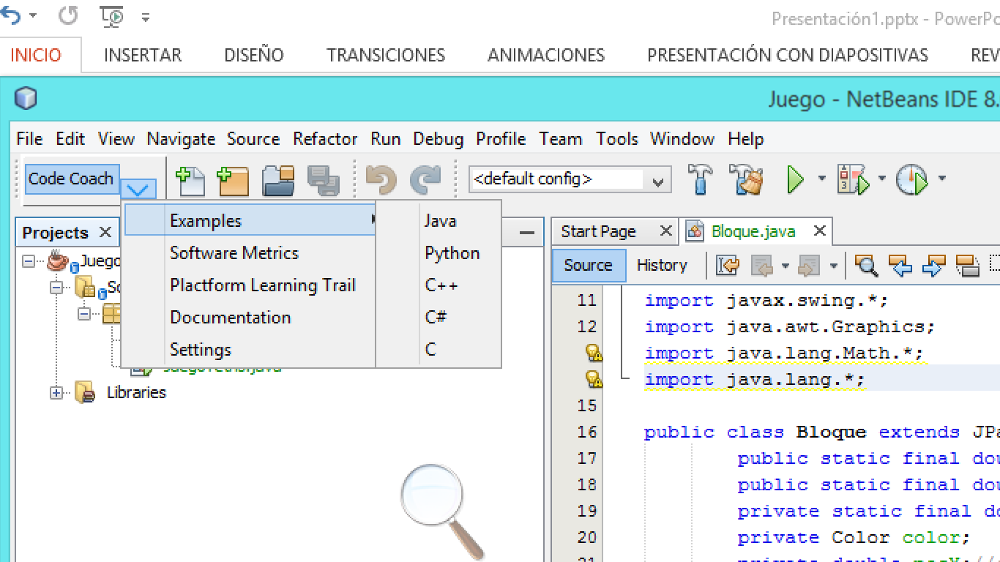 Presentación1.pptx - PowerPo
INICIO INSERTAR DISEÑO TRANSICIONES ANIMACIONES PRESENTACIÓN CON DIAPOSITIVAS REV
Juego - NetBeans IDE 8.
File Edit View Navigate Source Refactor Run Debug Profile Team Tools Window Help
Code Coach <default config>
Examples
Software Metrics
Plactform Learning Trail
Documentation
Settings
Java
Python
C++
C#
C
Projects
Juego
So
Libraries
Start Page Bloque.java
Source History
11 import javax.swing.*;
12 import java.awt.Graphics;
import java.lang.Math.*;
import java.lang.*;
15
16 public class Bloque extends JPa
17 public static final dou
18 public static final dou
19 private static final do
20 private Color color;